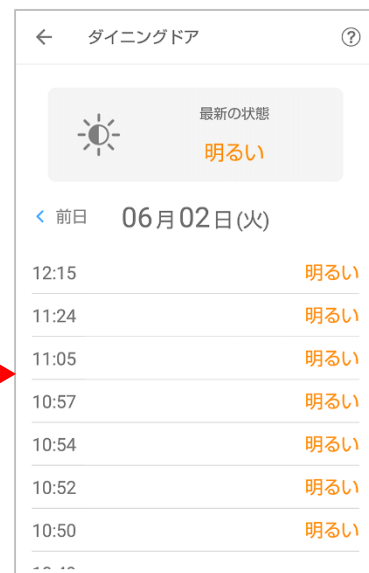 ダイニングドア
最新の状態
明るい
前日 06月02日(火)
12:15 明るい
11:24 明るい
11:05 明るい
10:57 明るい
10:54 明るい
10:52 明るい
10:50 明るい